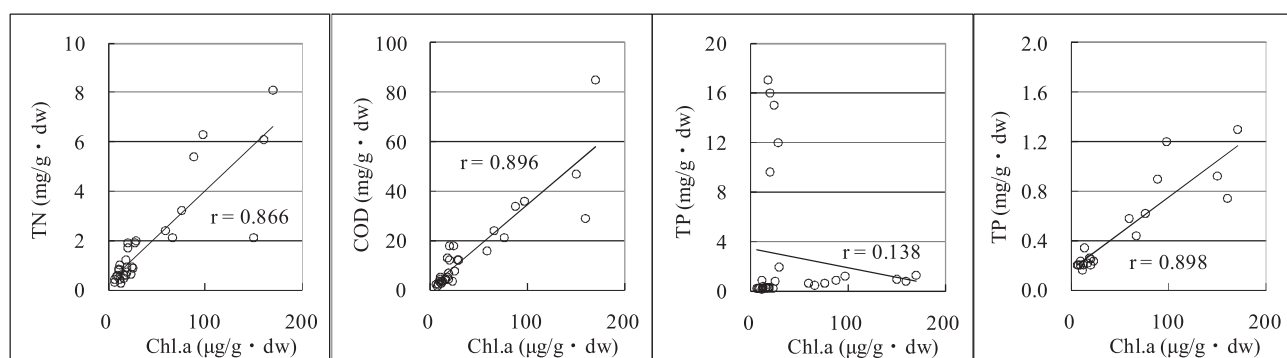 TN (mg/g・dw)
10
8
6
4
2
0
r = 0.866
0 100 200
Chl.a (μg/g・dw)
COD (mg/g・dw)
100
80
60
40
20
0
r = 0.896
0 100 200
Chl.a (μg/g・dw)
TP (mg/g・dw)
20
16
12
8
4
0
r = 0.138
0 50 100 150 200
Chl.a (μg/g・dw)
TP (mg/g・dw)
2.0
1.6
1.2
0.8
0.4
0.0
r = 0.898
0 100 200
Chl.a (μg/g・dw)